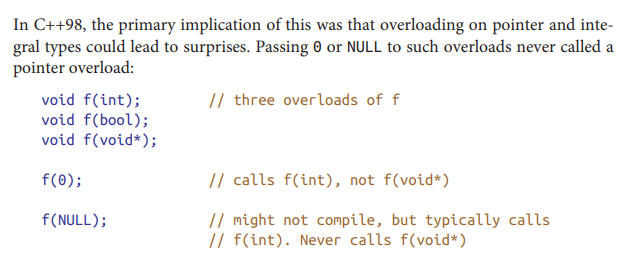 In C++98, the primary implication of this was that overloading on pointer and inte-
gral types could lead to surprises. Passing 0 or NULL to such overloads never called a
pointer overload:
void f(int); // three overloads of f
void f(bool);
void f(void*);
f(0); // calls f(int), not f(void*)
f(NULL); // might not compile, but typically calls
// f(int). Never calls f(void*)